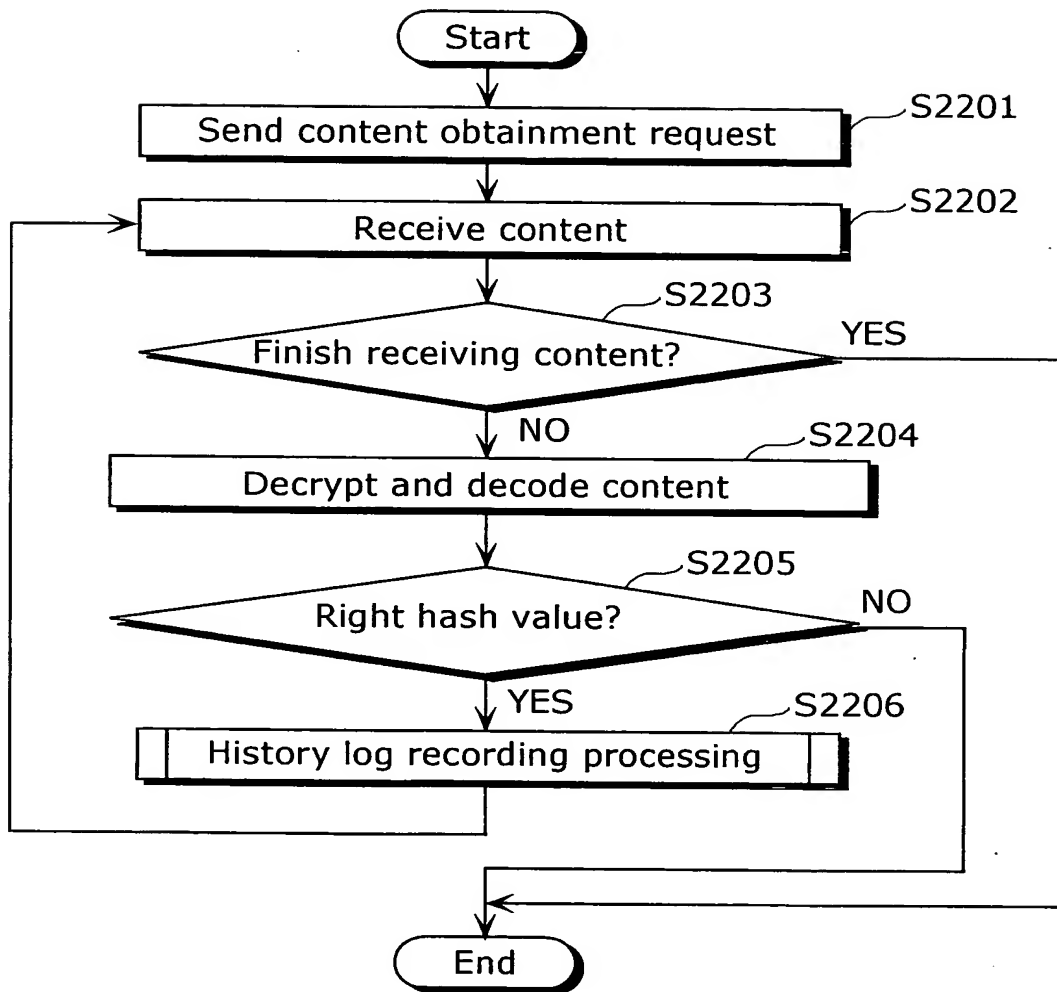 Start
S2201
Send content obtainment request
S2202
Receive content
S2203
Finish receiving content?
YES
NO
S2204
Decrypt and decode content
S2205
Right hash value?
NO
YES
S2206
History log recording processing
End